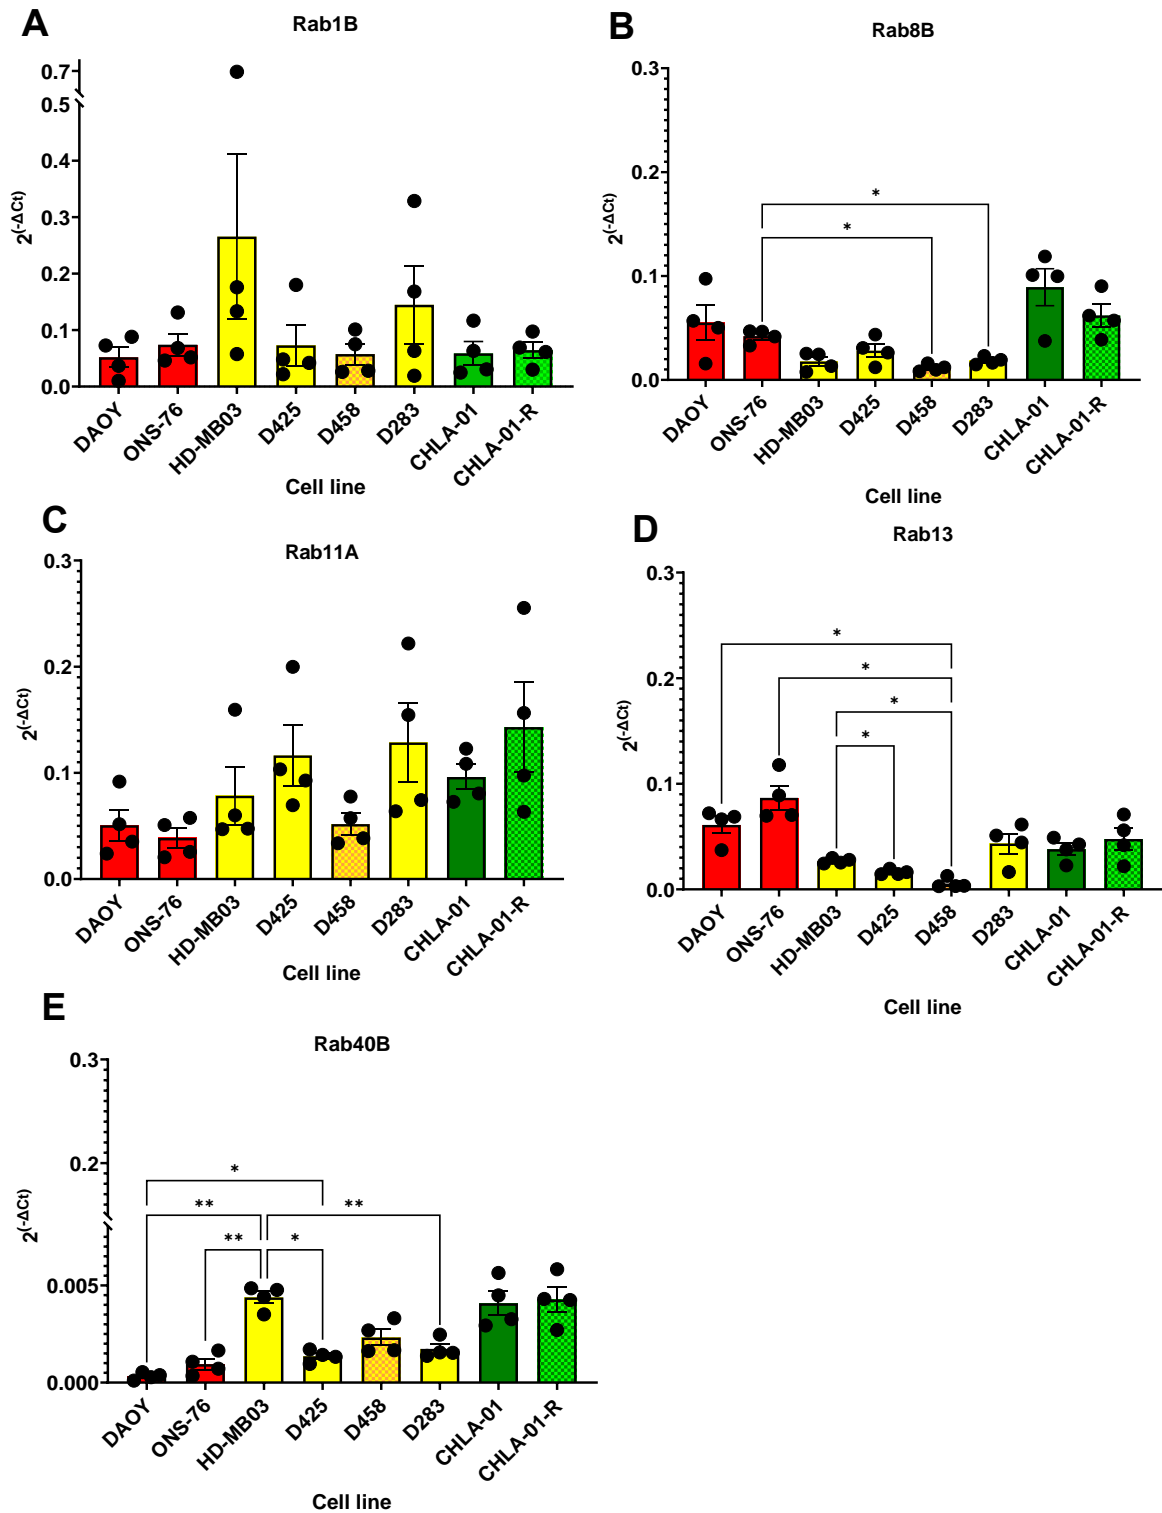 A
Rab1B
2(-ΔCt)
0.7
0.5
0.4
0.3
0.2
0.1
0.0
DAOY
ONS-76
HD-MB03
D425
D458
D283
CHLA-01
CHLA-01-R
Cell line
B
Rab8B
2(-ΔCt)
0.3
0.2
0.1
0.0
*
*
DAOY
ONS-76
HD-MB03
D425
D458
D283
CHLA-01
CHLA-01-R
Cell line
C
Rab11A
2(-ΔCt)
0.3
0.2
0.1
0.0
DAOY
ONS-76
HD-MB03
D425
D458
D283
CHLA-01
CHLA-01-R
Cell line
D
Rab13
2(-ΔCt)
0.3
0.2
0.1
0.0
*
*
*
*
DAOY
ONS-76
HD-MB03
D425
D458
D283
CHLA-01
CHLA-01-R
Cell line
E
Rab40B
2(-ΔCt)
0.3
0.2
0.005
0.000
*
** **
** *
DAOY
ONS-76
HD-MB03
D425
D458
D283
CHLA-01
CHLA-01-R
Cell line